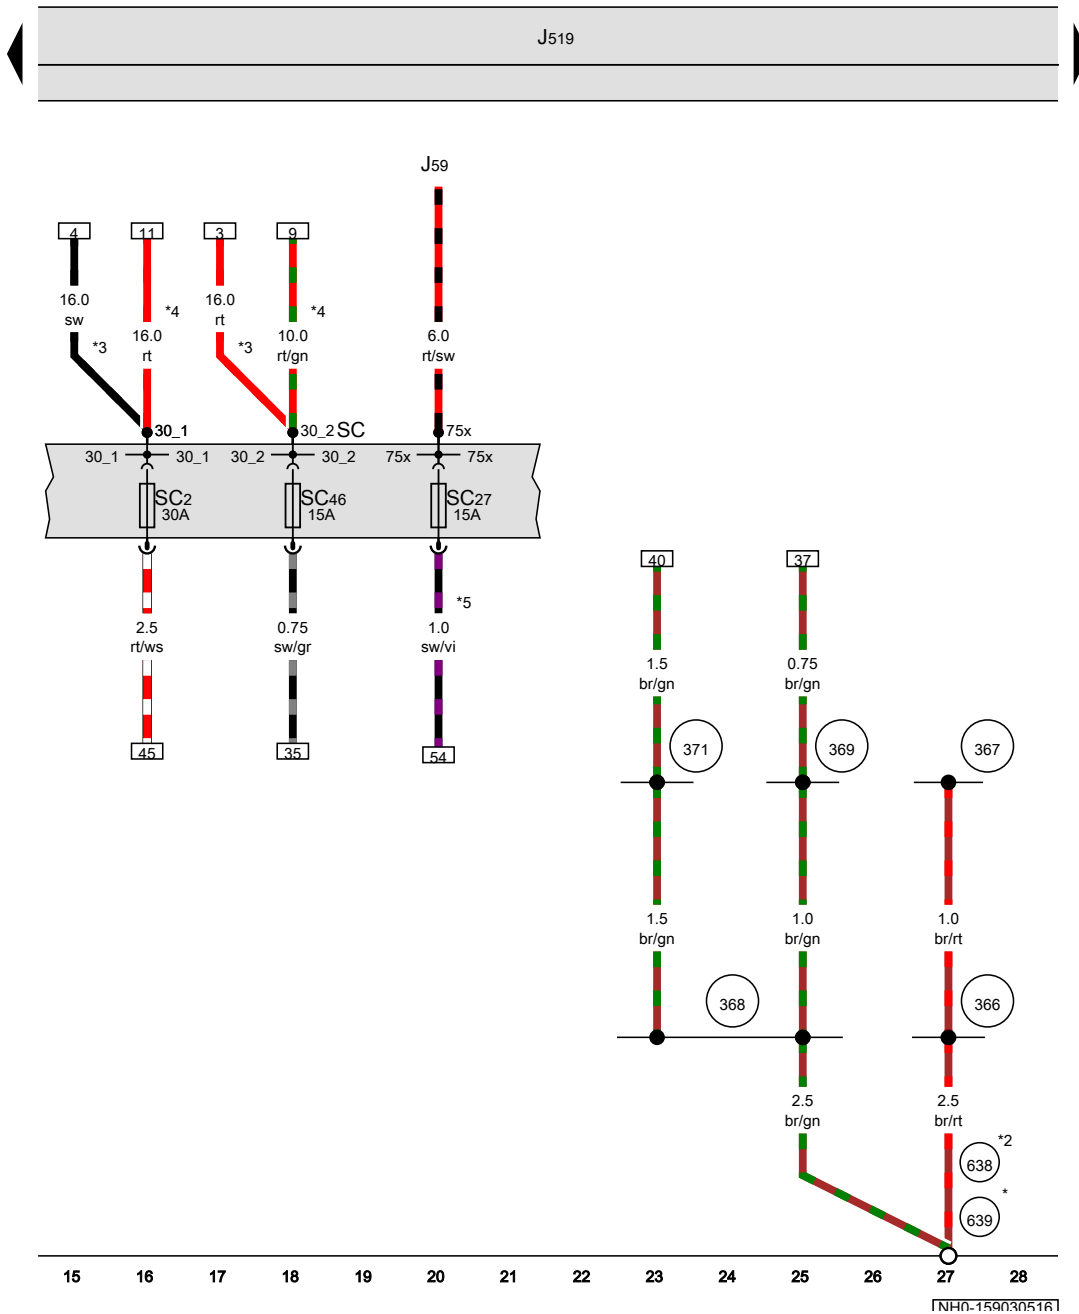 J519
J59
4 11 3 9
16.0 sw *3
16.0 rt *4
16.0 rt *3
10.0 rt/gn *4
6.0 rt/sw
30_1 30_2 SC 75x
30_1 30_1 30_2 30_2 75x 75x
SC2 30A
SC46 15A
SC27 15A
2.5 rt/ws
0.75 sw/gr
1.0 sw/vi *5
45 35 54
40 37
1.5 br/gn
0.75 br/gn
371 369 367
1.5 br/gn
1.0 br/gn
1.0 br/rt
368 366
2.5 br/gn
2.5 br/rt
*2
638
*
639
15 16 17 18 19 20 21 22 23 24 25 26 27 28
NH0-159030516